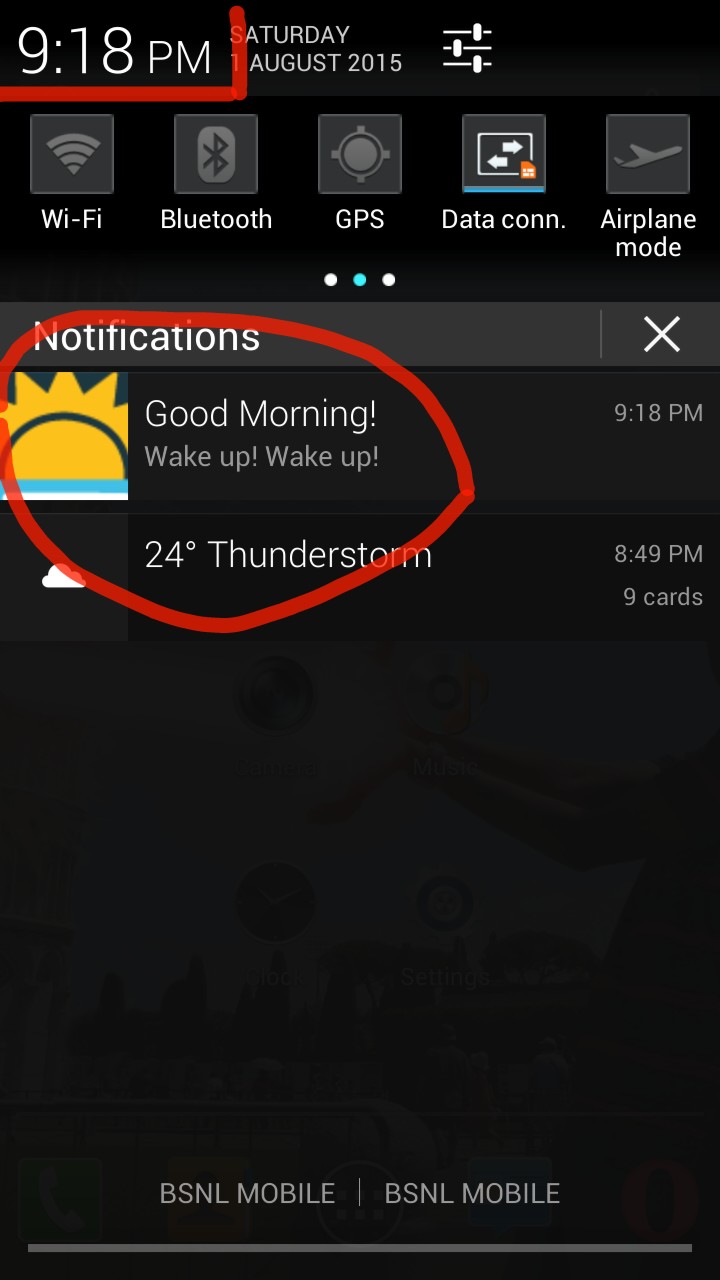 9:18 PM
SATURDAY
1 AUGUST 2015
Wi-Fi
Bluetooth
GPS
Data conn.
Airplane
mode
Notifications
Good Morning!
9:18 PM
Wake up! Wake up!
24° Thunderstorm
8:49 PM
9 cards
Camera
Music
Clock
Settings
BSNL MOBILE | BSNL MOBILE